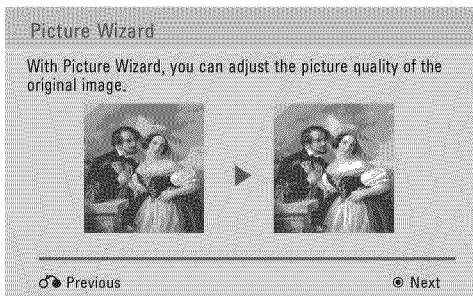 Picture Wizard
With Picture Wizard, you can adjust the picture quality of the
original image.
Previous
Next